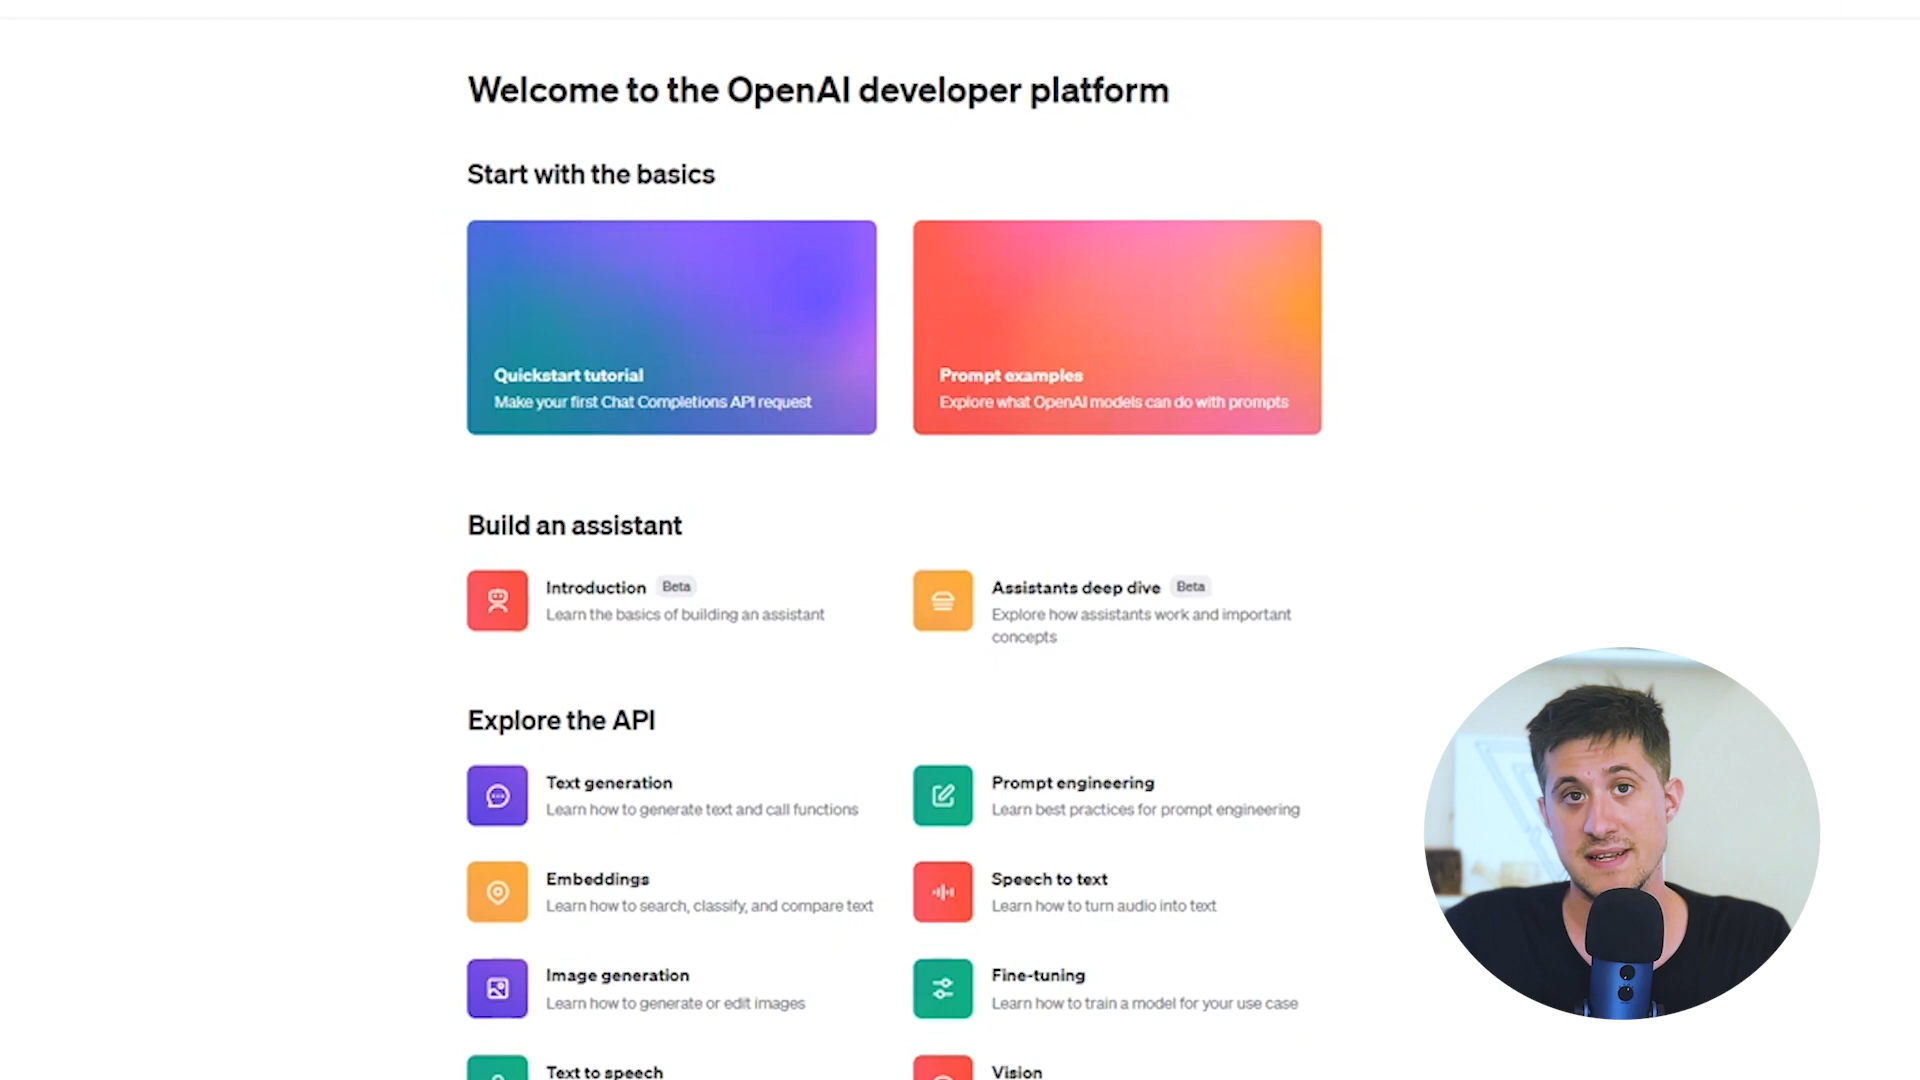 Welcome to the OpenAI developer platform
Start with the basics
Quickstart tutorial
Make your first Chat Completions API request
Prompt examples
Explore what OpenAI models can do with prompts
Build an assistant
Introduction Beta
Learn the basics of building an assistant
Assistants deep dive Beta
Explore how assistants work and important
concepts
Explore the API
Text generation
Learn how to generate text and call functions
Prompt engineering
Learn best practices for prompt engineering
Embeddings
Learn how to search, classify, and compare text
Speech to text
Learn how to turn audio into text
Image generation
Learn how to generate or edit images
Fine-tuning
Learn how to train a model for your use case
Text to speech
Vision